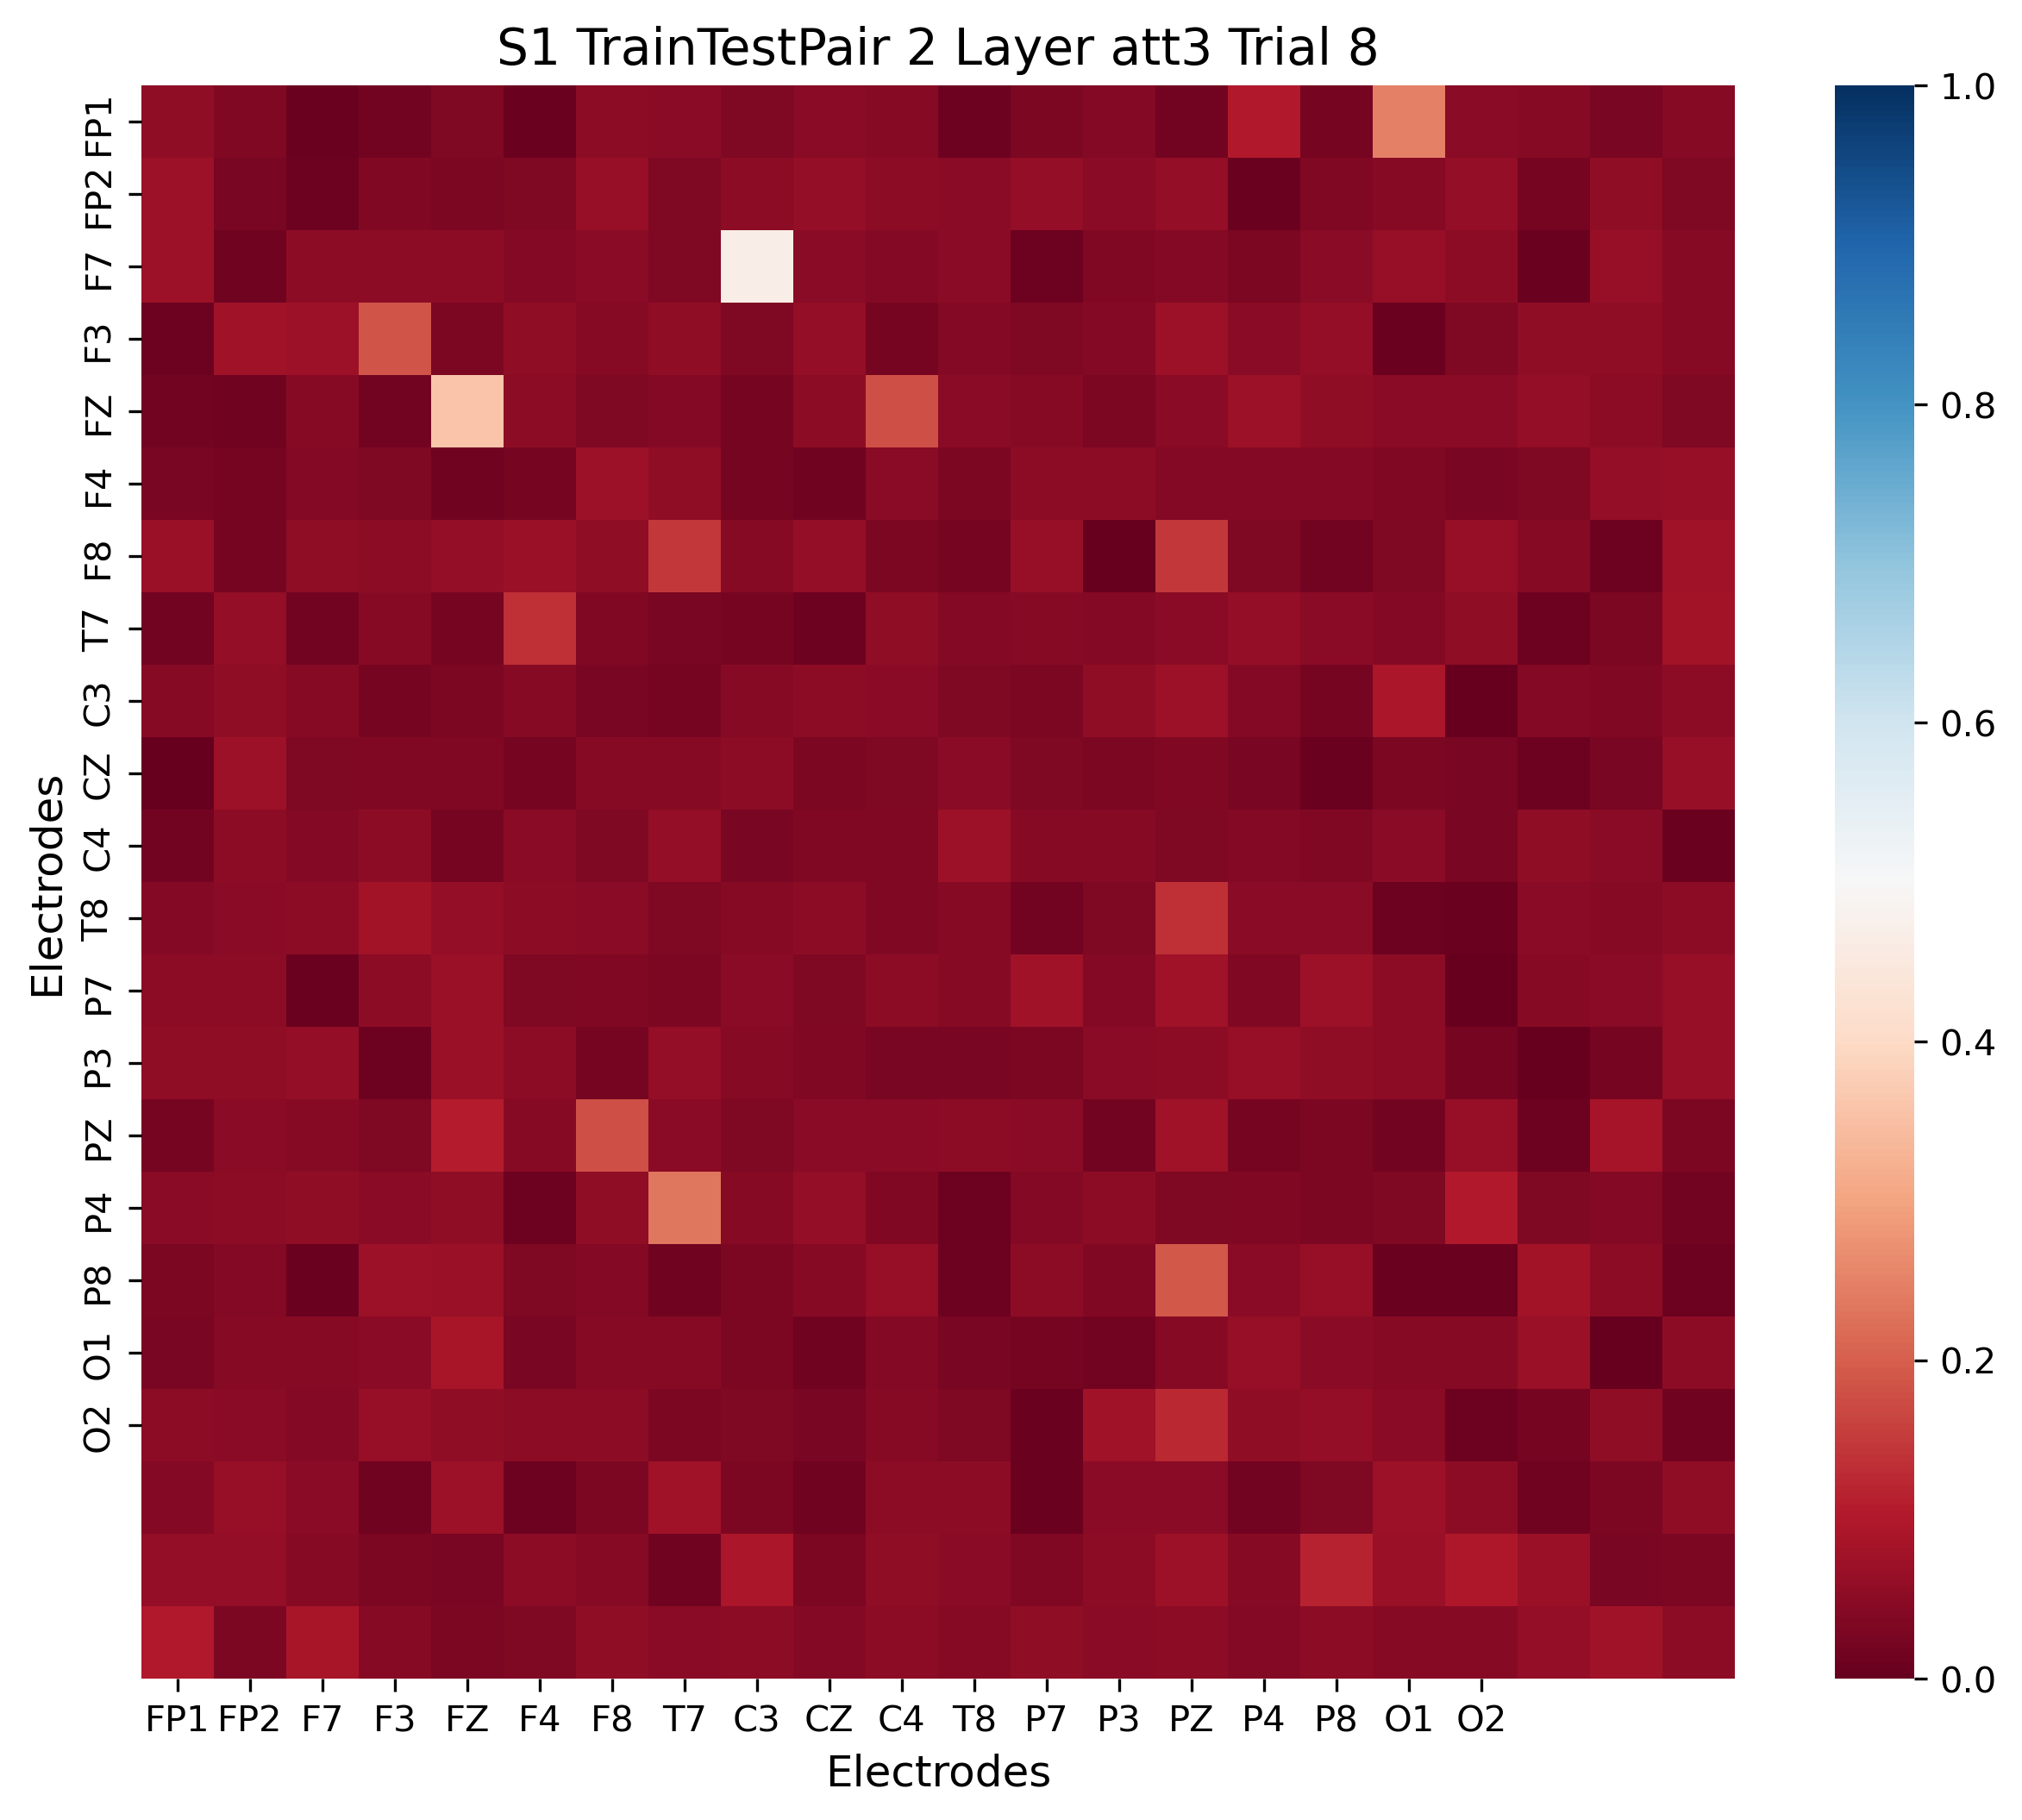 S1 TrainTestPair 2 Layer att3 Trial 8
Electrodes
FP1
FP2
F7
F3
FZ
F4
F8
T7
C3
CZ
C4
T8
P7
P3
PZ
P4
P8
O1
O2
1.0
0.8
0.6
0.4
0.2
0.0
FP1 FP2 F7 F3 FZ F4 F8 T7 C3 CZ C4 T8 P7 P3 PZ P4 P8 O1 O2
Electrodes